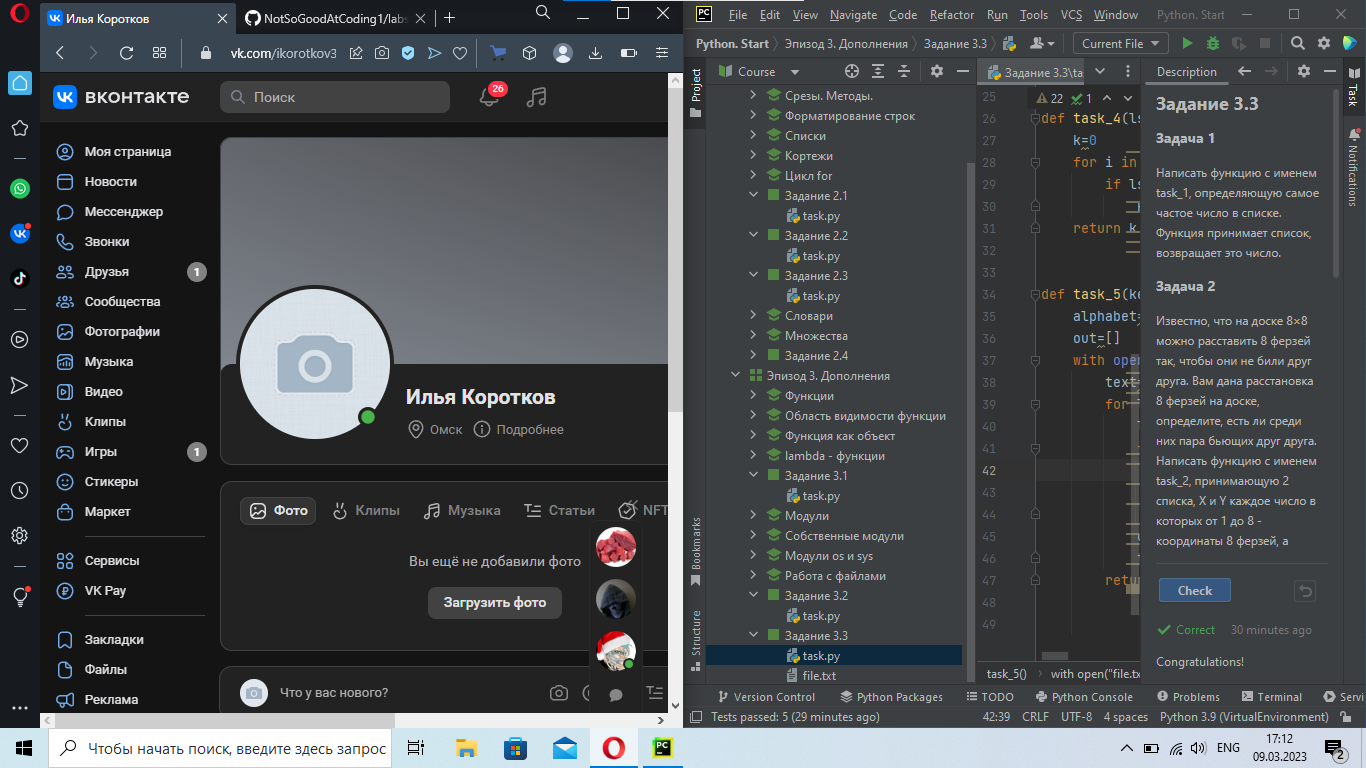 Илья Коротков
NotSoGoodAtCoding1/lab
vk.com/ikorotkov3
вконтакте
Поиск
26
Моя страница
Новости
Мессенджер
Звонки
Друзья
1
Сообщества
Фотографии
Музыка
Видео
Клипы
Игры
1
Стикеры
Маркет
Сервисы
VK Pay
Закладки
Файлы
Реклама
Илья Коротков
Омск
Подробнее
Фото
Клипы
Музыка
Статьи
NFT
Вы ещё не добавили фото
Загрузить фото
Что у вас нового?
PC
File Edit View Navigate Code Refactor Run Tools VCS Window
Python. Start
Python. Start
Эпизод 3. Дополнения
Задание 3.3
Current File
Project
Bookmarks
Structure
Course
Срезы. Методы.
Форматирование строк
Списки
Кортежи
Цикл for
Задание 2.1
task.py
Задание 2.2
task.py
Задание 2.3
task.py
Словари
Множества
Задание 2.4
Эпизод 3. Дополнения
Функции
Область видимости функции
Функция как объект
lambda - функции
Задание 3.1
task.py
Модули
Собственные модули
Модули os и sys
Работа с файлами
Задание 3.2
task.py
Задание 3.3
task.py
file.txt
Задание 3.3\ta
22 1
25
26 def task_4(ls
27 k=0
28 for i in
29 if ls
30
31 return k
32
33
34 def task_5(ke
35 alphabet=
36 out=[]
37 with open
38 text
39 for
40
41
42
43
44
45
46
47 retu
48
49
task_5()
with open("file.tx
Description
Задание 3.3
Задача 1
Написать функцию с именем
task_1, определяющую самое
частое число в списке.
Функция принимает список,
возвращает это число.
Задача 2
Известно, что на доске 8×8
можно расставить 8 ферзей
так, чтобы они не били друг
друга. Вам дана расстановка
8 ферзей на доске,
определите, есть ли среди
них пара бьющих друг друга.
Написать функцию с именем
task_2, принимающую 2
списка, X и Y каждое число в
которых от 1 до 8 -
координаты 8 ферзей, а
Check
Correct
30 minutes ago
Congratulations!
Task
Notifications
Version Control
Python Packages
TODO
Python Console
Problems
Terminal
Servi
Tests passed: 5 (29 minutes ago)
42:39 CRLF UTF-8 4 spaces Python 3.9 (VirtualEnvironment)
Чтобы начать поиск, введите здесь запрос
PC
ENG
17:12
09.03.2023
2